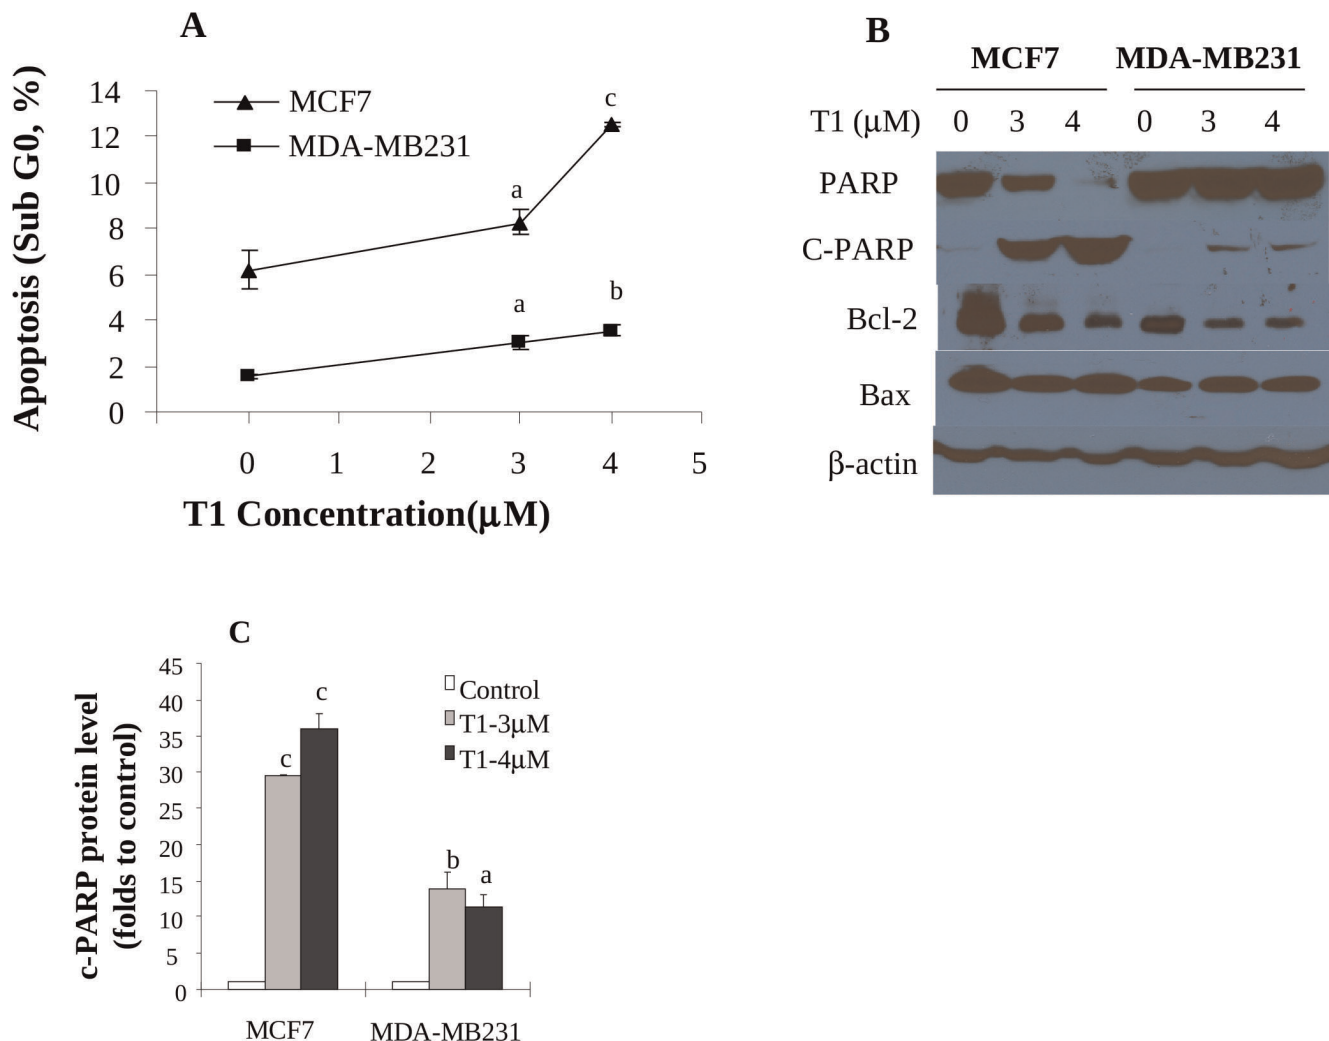 A
Apoptosis (Sub G0, %)
14
12
10
8
6
4
2
0
MCF7
MDA-MB231
a
c
a
b
0 1 2 3 4 5
T1 Concentration(μM)
B
MCF7 MDA-MB231
T1 (μM) 0 3 4 0 3 4
PARP
C-PARP
Bcl-2
Bax
β-actin
C
c-PARP protein level
(folds to control)
45
40
35
30
25
20
15
10
5
0
Control
T1-3μM
T1-4μM
c
c
b
a
MCF7 MDA-MB231